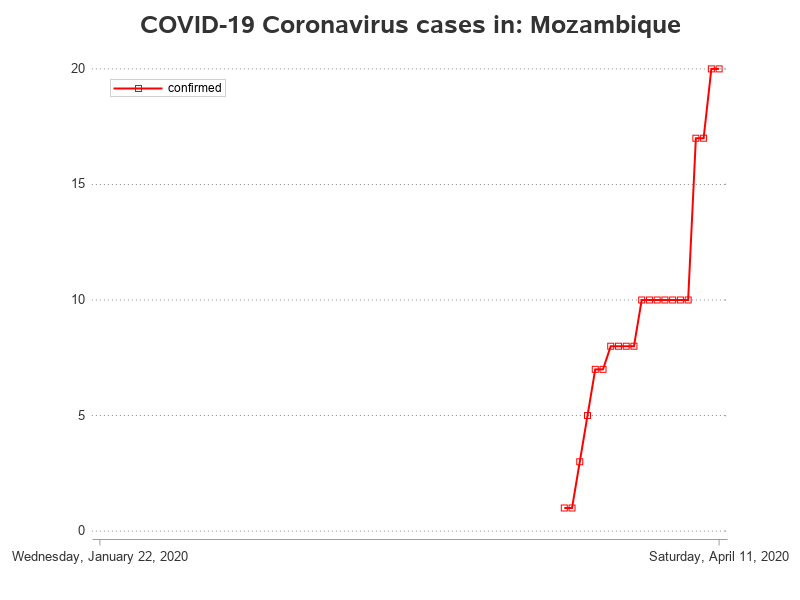 COVID-19 Coronavirus cases in: Mozambique
20
confirmed
15
10
5
0
Wednesday, January 22, 2020
Saturday, April 11, 2020